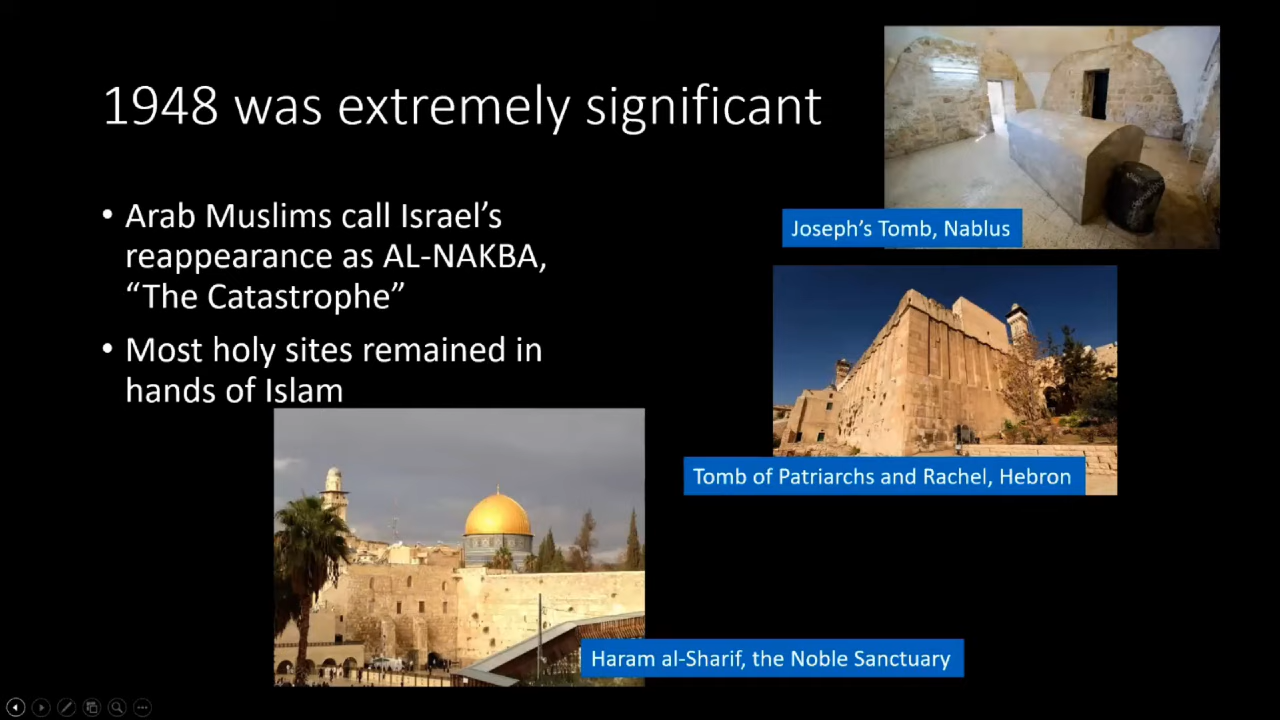 1948 was extremely significant
• Arab Muslims call Israel’s
reappearance as AL-NAKBA,
“The Catastrophe”
• Most holy sites remained in
hands of Islam
Joseph’s Tomb, Nablus
Tomb of Patriarchs and Rachel, Hebron
Haram al-Sharif, the Noble Sanctuary